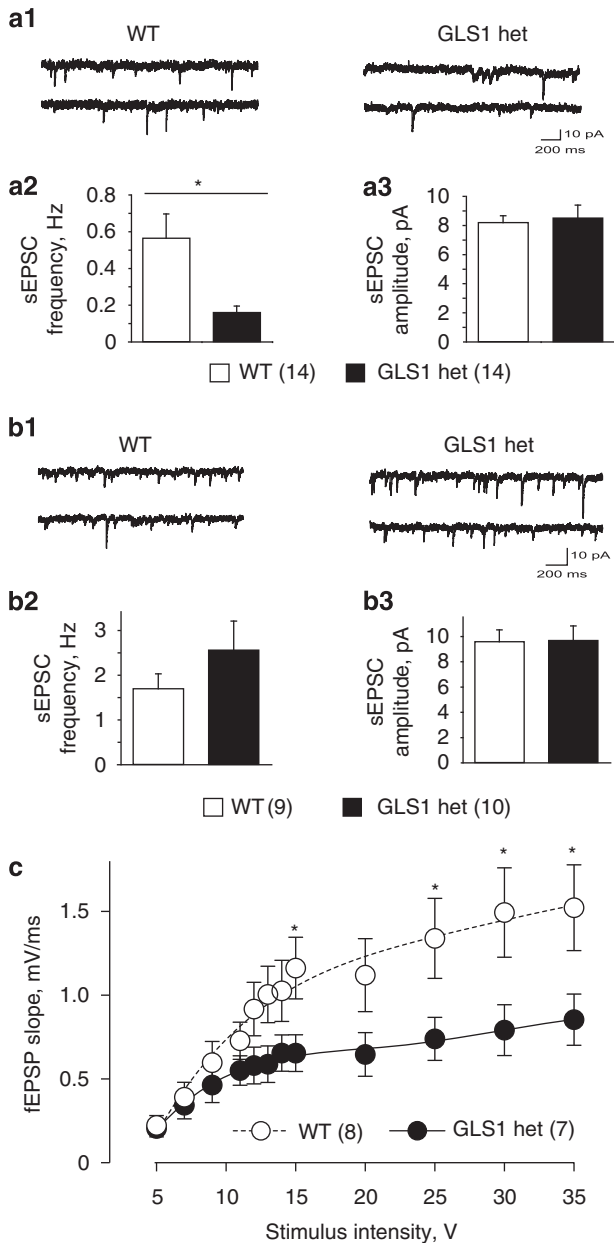 a1
WT
GLS1 het
10 pA
200 ms
a2
*
sEPSC
frequency, Hz
0.8
0.6
0.4
0.2
0
a3
sEPSC
amplitude, pA
10
8
6
4
2
0
WT (14)
GLS1 het (14)
b1
WT
GLS1 het
10 pA
200 ms
b2
sEPSC
frequency, Hz
3
2
1
0
b3
sEPSC
amplitude, pA
10
8
6
4
2
0
WT (9)
GLS1 het (10)
c
fEPSP slope, mV/ms
1.5
1.0
0.5
0
*
*
*
*
WT (8)
GLS1 het (7)
5
10
15
20
25
30
35
Stimulus intensity, V